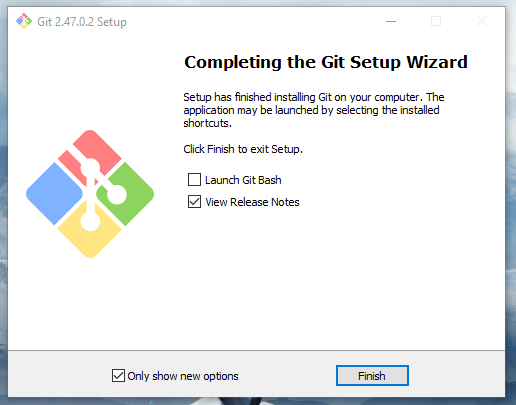 Git 2.47.0.2 Setup
Completing the Git Setup Wizard
Setup has finished installing Git on your computer. The
application may be launched by selecting the installed
shortcuts.
Click Finish to exit Setup.
Launch Git Bash
View Release Notes
Only show new options
Finish